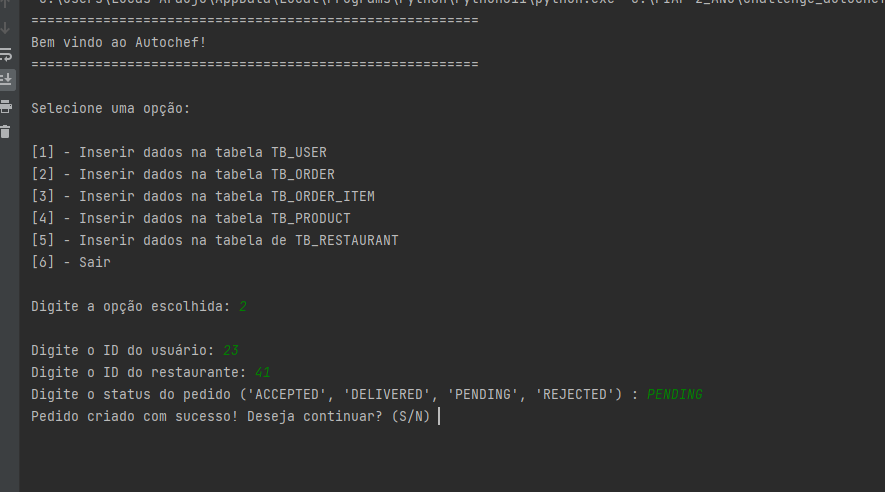 ========================================================
Bem vindo ao Autochef!
========================================================
Selecione uma opção:
[1] - Inserir dados na tabela TB_USER
[2] - Inserir dados na tabela TB_ORDER
[3] - Inserir dados na tabela TB_ORDER_ITEM
[4] - Inserir dados na tabela TB_PRODUCT
[5] - Inserir dados na tabela de TB_RESTAURANT
[6] - Sair
Digite a opção escolhida: 2
Digite o ID do usuário: 23
Digite o ID do restaurante: 41
Digite o status do pedido ('ACCEPTED', 'DELIVERED', 'PENDING', 'REJECTED') : PENDING
Pedido criado com sucesso! Deseja continuar? (S/N)